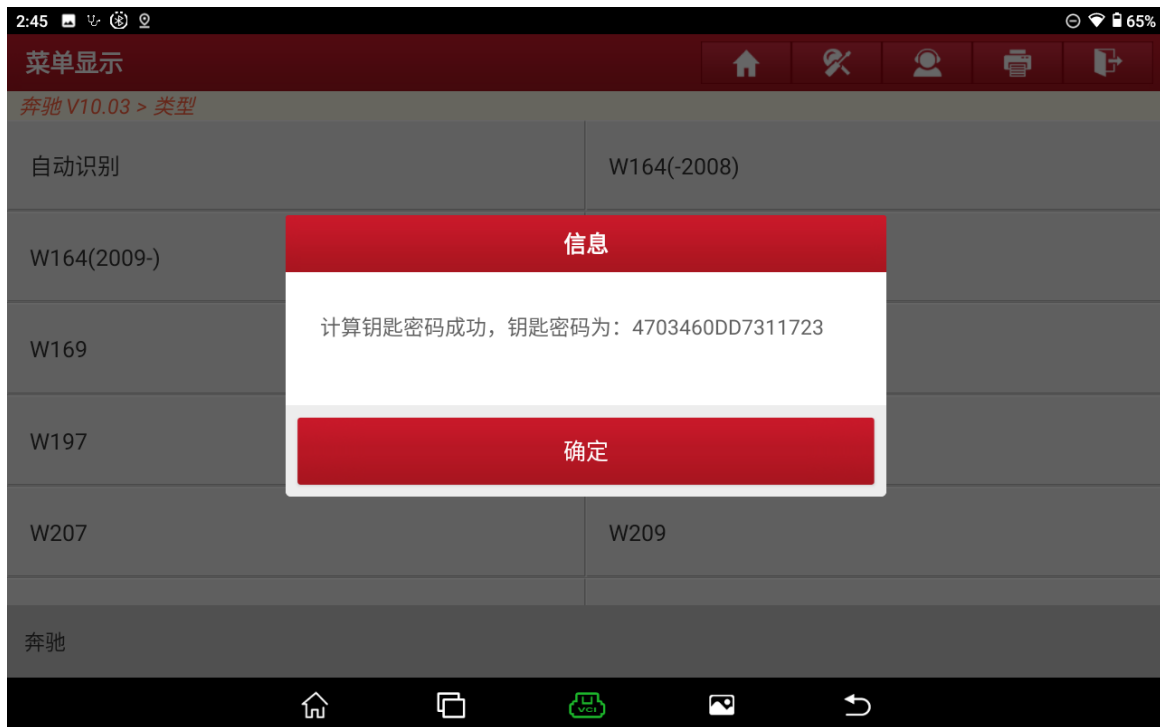 2:45
65%
菜单显示
奔驰 V10.03 > 类型
自动识别
W164(-2008)
W164(2009-)
信息
计算钥匙密码成功，钥匙密码为：4703460DD7311723
W169
确定
W197
W207
W209
奔驰
VCI